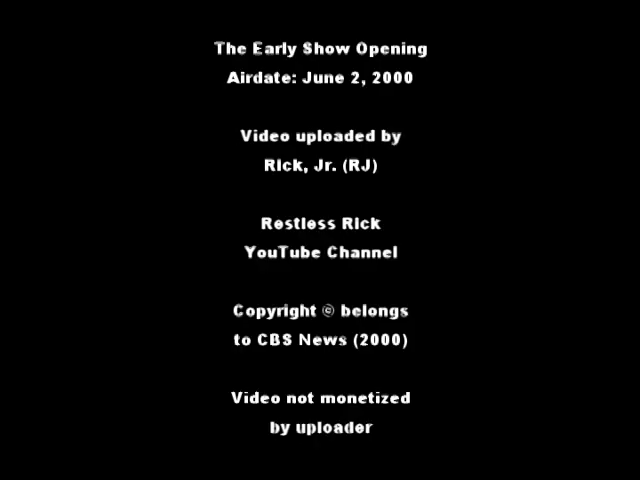 The Early Show Opening
Airdate: June 2, 2000
Video uploaded by
Rick, Jr. (RJ)
Restless Rick
YouTube Channel
Copyright © belongs
to CBS News (2000)
Video not monetized
by uploader